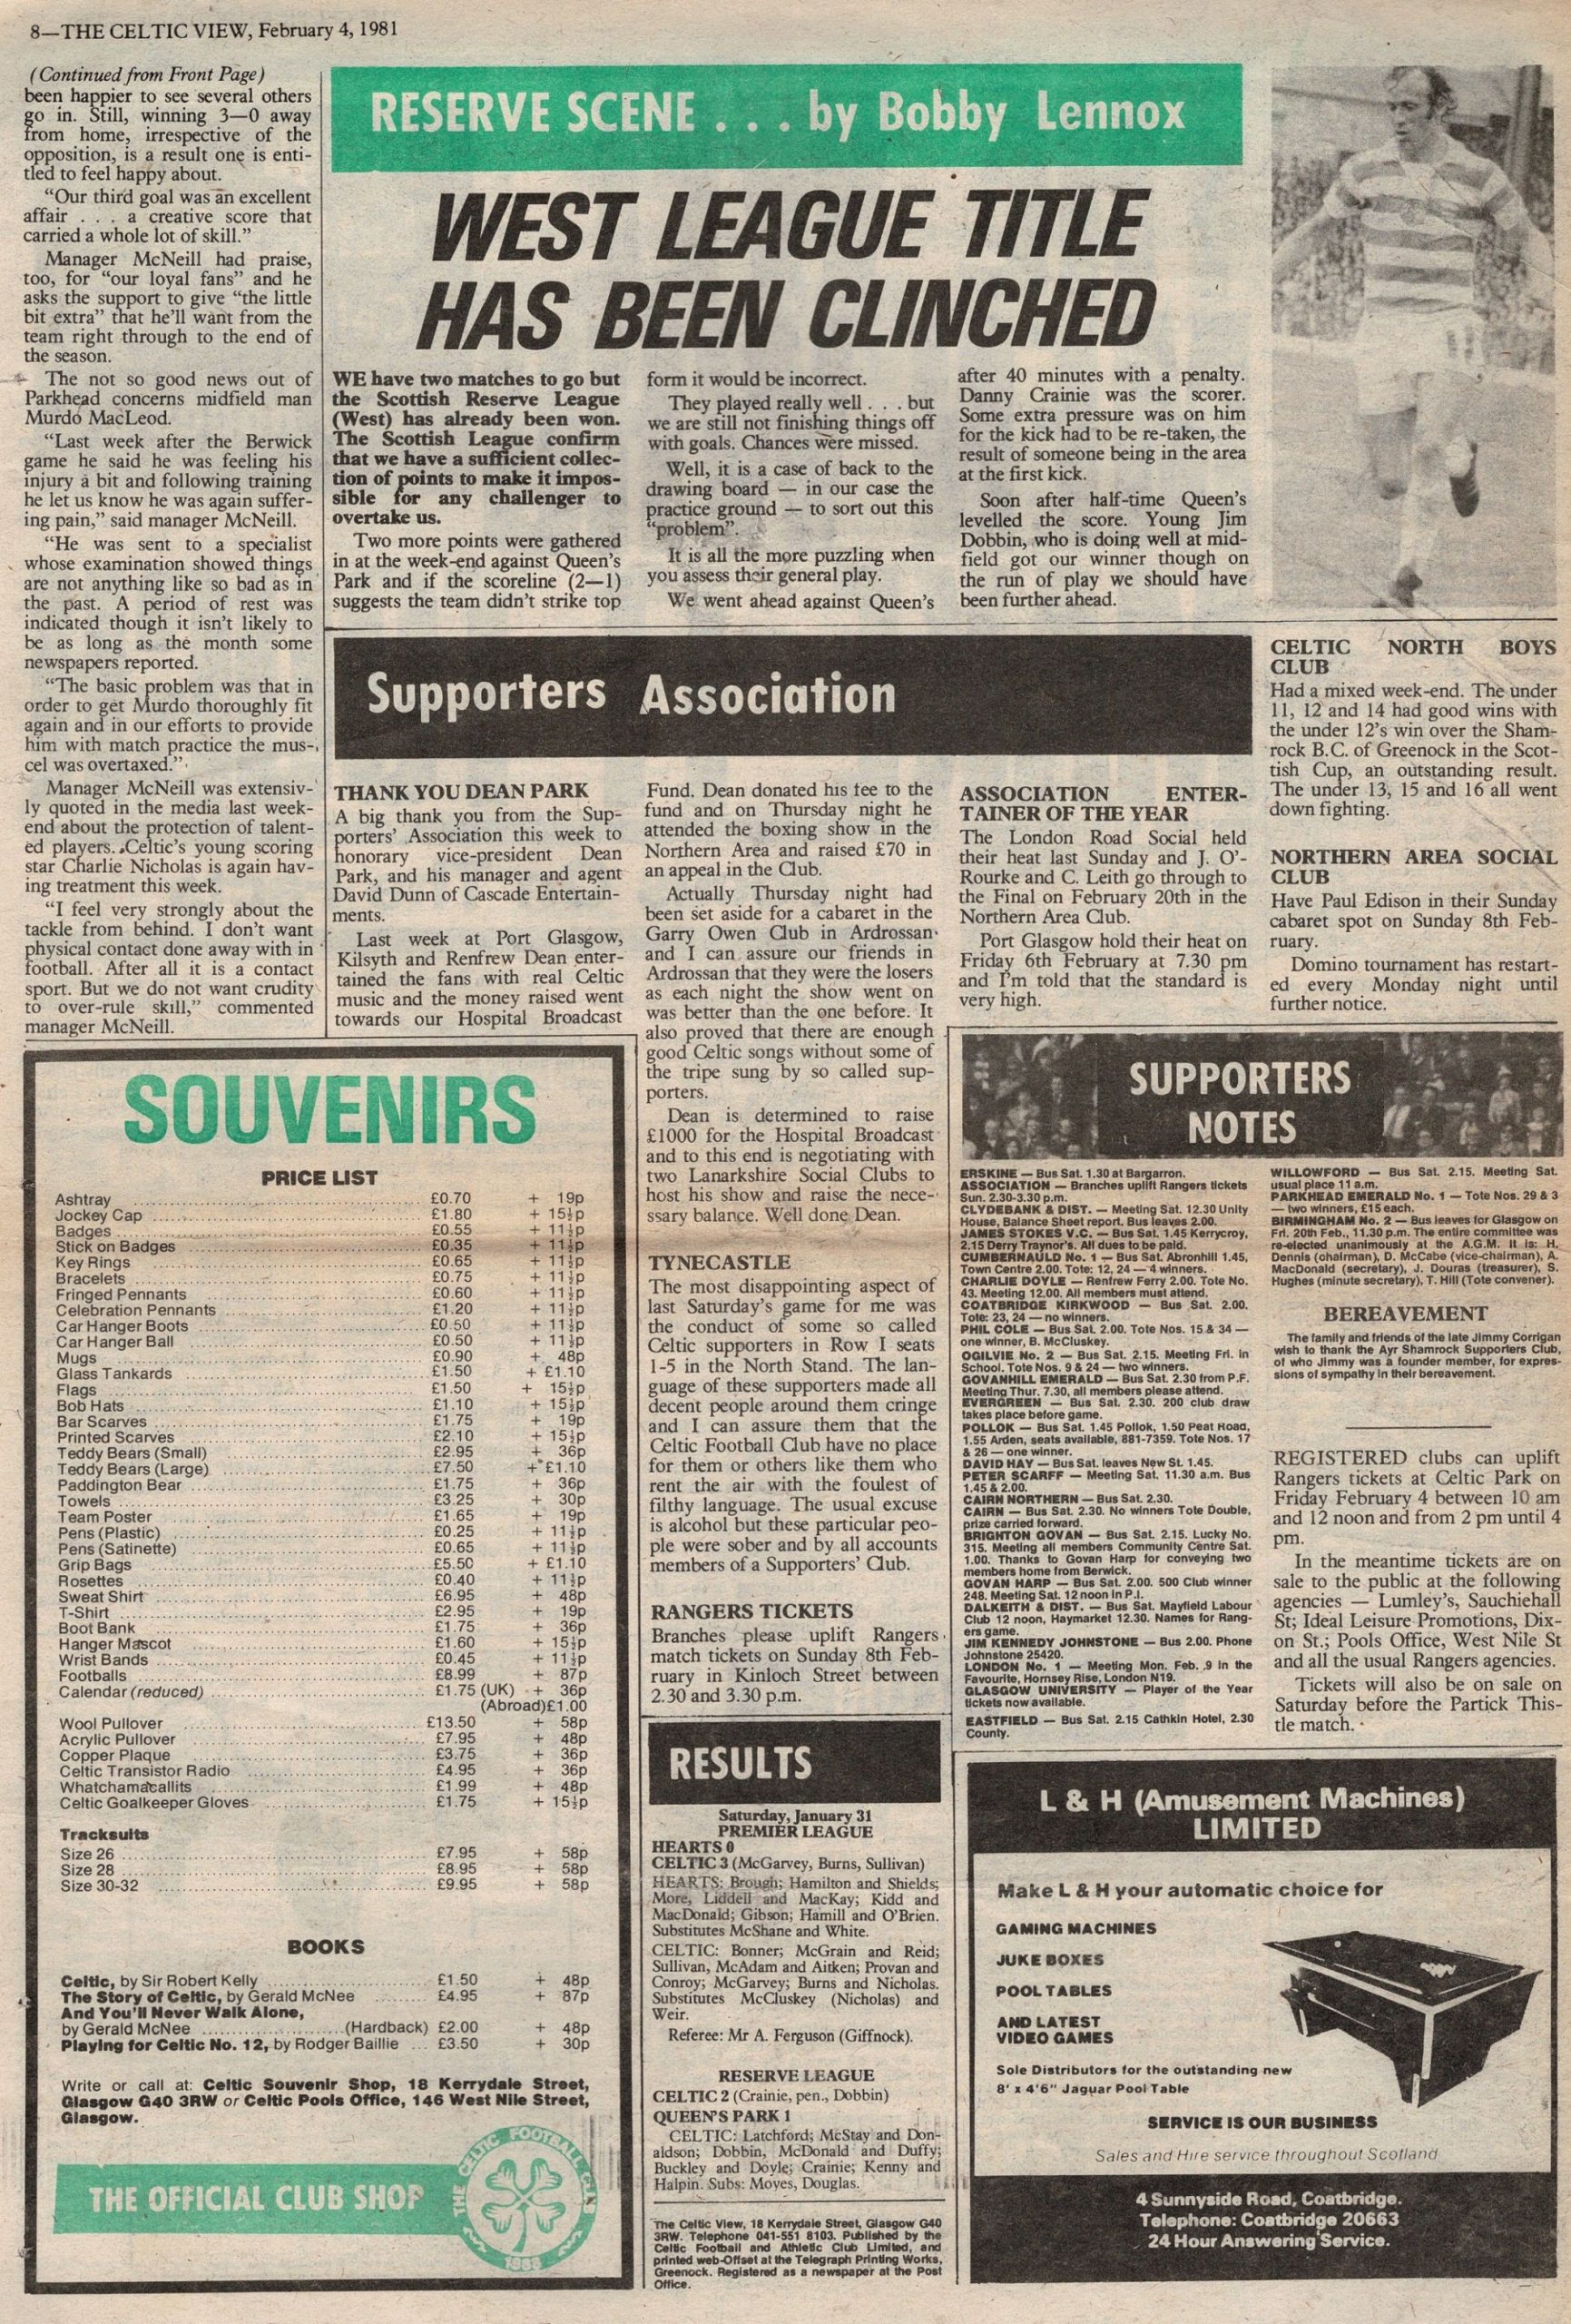 8—THE CELTIC VIEW, February 4, 1981
(Continued from Front Page)
been happier to see several others
go in. Still, winning 3—0 away
from home, irrespective of the
opposition, is a result one is enti-
tled to feel happy about.
“Our third goal was an excellent
affair . . . a creative score that
carried a whole lot of skill.”
Manager McNeill had praise,
too, for “our loyal fans” and he
asks the support to give “the little
bit extra” that he’ll want from the
team right through to the end of
the season.
The not so good news out of
Parkhead concerns midfield man
Murdo MacLeod.
“Last week after the Berwick
game he said he was feeling his
injury a bit and following training
he let us know he was again suffer-
ing pain,” said manager McNeill.
“He was sent to a specialist
whose examination showed things
are not anything like so bad as in
the past. A period of rest was
indicated though it isn’t likely to
be as long as the month some
newspapers reported.
“The basic problem was that in
order to get Murdo thoroughly fit
again and in our efforts to provide
him with match practice the mus-
cel was overtaxed.”
Manager McNeill was extensiv-
ly quoted in the media last week-
end about the protection of talent-
ed players. Celtic’s young scoring
star Charlie Nicholas is again hav-
ing treatment this week.
“I feel very strongly about the
tackle from behind. I don’t want
physical contact done away with in
football. After all it is a contact
sport. But we do not want crudity
to over-rule skill,” commented
manager McNeill.
RESERVE SCENE . . . by Bobby Lennox
WEST LEAGUE TITLE
HAS BEEN CLINCHED
WE have two matches to go but
the Scottish Reserve League
(West) has already been won.
The Scottish League confirm
that we have a sufficient collec-
tion of points to make it impos-
sible for any challenger to
overtake us.
Two more points were gathered
in at the week-end against Queen’s
Park and if the scoreline (2—1)
suggests the team didn’t strike top
form it would be incorrect.
They played really well . . . but
we are still not finishing things off
with goals. Chances were missed.
Well, it is a case of back to the
drawing board — in our case the
practice ground — to sort out this
“problem”.
It is all the more puzzling when
you assess their general play.
We went ahead against Queen’s
after 40 minutes with a penalty.
Danny Crainie was the scorer.
Some extra pressure was on him
for the kick had to be re-taken, the
result of someone being in the area
at the first kick.
Soon after half-time Queen’s
levelled the score. Young Jim
Dobbin, who is doing well at mid-
field got our winner though on
the run of play we should have
been further ahead.
Supporters Association
THANK YOU DEAN PARK
A big thank you from the Sup-
porters’ Association this week to
honorary vice-president Dean
Park, and his manager and agent
David Dunn of Cascade Entertain-
ments.
Last week at Port Glasgow,
Kilsyth and Renfrew Dean enter-
tained the fans with real Celtic
music and the money raised went
towards our Hospital Broadcast
Fund. Dean donated his fee to the
fund and on Thursday night he
attended the boxing show in the
Northern Area and raised £70 in
an appeal in the Club.
Actually Thursday night had
been set aside for a cabaret in the
Garry Owen Club in Ardrossan
and I can assure our friends in
Ardrossan that they were the losers
as each night the show went on
was better than the one before. It
also proved that there are enough
good Celtic songs without some of
the tripe sung by so called sup-
porters.
Dean is determined to raise
£1000 for the Hospital Broadcast
and to this end is negotiating with
two Lanarkshire Social Clubs to
host his show and raise the nece-
ssary balance. Well done Dean.
TYNECASTLE
The most disappointing aspect of
last Saturday’s game for me was
the conduct of some so called
Celtic supporters in Row I seats
1-5 in the North Stand. The lan-
guage of these supporters made all
decent people around them cringe
and I can assure them that the
Celtic Football Club have no place
for them or others like them who
rent the air with the foulest of
filthy language. The usual excuse
is alcohol but these particular peo-
ple were sober and by all accounts
members of a Supporters’ Club.
RANGERS TICKETS
Branches please uplift Rangers
match tickets on Sunday 8th Feb-
ruary in Kinloch Street between
2.30 and 3.30 p.m.
ASSOCIATION ENTER-
TAINER OF THE YEAR
The London Road Social held
their heat last Sunday and J. O’-
Rourke and C. Leith go through to
the Final on February 20th in the
Northern Area Club.
Port Glasgow hold their heat on
Friday 6th February at 7.30 pm
and I’m told that the standard is
very high.
CELTIC NORTH BOYS
CLUB
Had a mixed week-end. The under
11, 12 and 14 had good wins with
the under 12’s win over the Sham-
rock B.C. of Greenock in the Scot-
tish Cup, an outstanding result.
The under 13, 15 and 16 all went
down fighting.
NORTHERN AREA SOCIAL
CLUB
Have Paul Edison in their Sunday
cabaret spot on Sunday 8th Feb-
ruary.
Domino tournament has restart-
ed every Monday night until
further notice.
SOUVENIRS
PRICE LIST
Ashtray £0.70 + 19p
Jockey Cap £1.80 + 15½p
Badges £0.55 + 11½p
Stick on Badges £0.35 + 11½p
Key Rings £0.65 + 11½p
Bracelets £0.75 + 11½p
Fringed Pennants £0.60 + 11½p
Celebration Pennants £1.20 + 11½p
Car Hanger Boots £0.50 + 11½p
Car Hanger Ball £0.50 + 11½p
Mugs £0.90 + 48p
Glass Tankards £1.50 + £1.10
Flags £1.50 + 15½p
Bob Hats £1.10 + 15½p
Bar Scarves £1.75 + 19p
Printed Scarves £2.10 + 15½p
Teddy Bears (Small) £2.95 + 36p
Teddy Bears (Large) £7.50 + £1.10
Paddington Bear £1.75 + 36p
Towels £3.25 + 30p
Team Poster £1.65 + 19p
Pens (Plastic) £0.25 + 11½p
Pens (Satinette) £0.65 + 11½p
Grip Bags £5.50 + £1.10
Rosettes £0.40 + 11½p
Sweat Shirt £6.95 + 48p
T-Shirt £2.95 + 19p
Boot Bank £1.75 + 36p
Hanger Mascot £1.60 + 15½p
Wrist Bands £0.45 + 11½p
Footballs £8.99 + 87p
Calendar (reduced) £1.75 (UK) + 36p
(Abroad)£1.00
Wool Pullover £13.50 + 58p
Acrylic Pullover £7.95 + 48p
Copper Plaque £3.75 + 36p
Celtic Transistor Radio £4.95 + 36p
Whatchamacallits £1.99 + 48p
Celtic Goalkeeper Gloves £1.75 + 15½p
Tracksuits
Size 26 £7.95 + 58p
Size 28 £8.95 + 58p
Size 30-32 £9.95 + 58p
BOOKS
Celtic, by Sir Robert Kelly £1.50 + 48p
The Story of Celtic, by Gerald McNee £4.95 + 87p
And You’ll Never Walk Alone,
by Gerald McNee (Hardback) £2.00 + 48p
Playing for Celtic No. 12, by Rodger Baillie £3.50 + 30p
Write or call at: Celtic Souvenir Shop, 18 Kerrydale Street,
Glasgow G40 3RW or Celtic Pools Office, 146 West Nile Street,
Glasgow.
THE OFFICIAL CLUB SHOP
THE CELTIC FOOTBALL CLUB
1888
RESULTS
Saturday, January 31
PREMIER LEAGUE
HEARTS 0
CELTIC 3 (McGarvey, Burns, Sullivan)
HEARTS: Brough; Hamilton and Shields;
More, Liddell and MacKay; Kidd and
MacDonald; Gibson; Hamill and O’Brien.
Substitutes McShane and White.
CELTIC: Bonner; McGrain and Reid;
Sullivan, McAdam and Aitken; Provan and
Conroy; McGarvey; Burns and Nicholas.
Substitutes McCluskey (Nicholas) and
Weir.
Referee: Mr A. Ferguson (Giffnock).
RESERVE LEAGUE
CELTIC 2 (Crainie, pen., Dobbin)
QUEEN’S PARK 1
CELTIC: Latchford; McStay and Don-
aldson; Dobbin, McDonald and Duffy;
Buckley and Doyle; Crainie; Kenny and
Halpin. Subs: Moyes, Douglas.
The Celtic View, 18 Kerrydale Street, Glasgow G40
3RW. Telephone 041-551 8103. Published by the
Celtic Football and Athletic Club Limited, and
printed web-Offset at the Telegraph Printing Works,
Greenock. Registered as a newspaper at the Post
Office.
SUPPORTERS
NOTES
ERSKINE — Bus Sat. 1.30 at Bargarron.
ASSOCIATION — Branches uplift Rangers tickets
Sun. 2.30-3.30 p.m.
CLYDEBANK & DIST. — Meeting Sat. 12.30 Unity
House, Balance Sheet report. Bus leaves 2.00.
JAMES STOKES V.C. — Bus Sat. 1.45 Kerrycroy,
2.15 Derry Traynor’s. All dues to be paid.
CUMBERNAULD No. 1 — Bus Sat. Abronhill 1.45,
Town Centre 2.00. Tote: 12, 24 — 4 winners.
CHARLIE DOYLE — Renfrew Ferry 2.00. Tote No.
43. Meeting 12.00. All members must attend.
COATBRIDGE KIRKWOOD — Bus Sat. 2.00.
Tote: 23, 24 — no winners.
PHIL COLE — Bus Sat. 2.00. Tote Nos. 15 & 34 —
one winner, B. McCluskey.
OGILVIE No. 2 — Bus Sat. 2.15. Meeting Fri. in
School. Tote Nos. 9 & 24 — two winners.
GOVANHILL EMERALD — Bus Sat. 2.30 from P.F.
Meeting Thur. 7.30, all members please attend.
EVERGREEN — Bus Sat. 2.30. 200 club draw
takes place before game.
POLLOK — Bus Sat. 1.45 Pollok, 1.50 Peat Road,
1.55 Arden, seats available, 881-7359. Tote Nos. 17
& 26 — one winner.
DAVID HAY — Bus Sat. leaves New St. 1.45.
PETER SCARFF — Meeting Sat. 11.30 a.m. Bus
1.45 & 2.00.
CAIRN NORTHERN — Bus Sat. 2.30.
CAIRN — Bus Sat. 2.30. No winners Tote Double,
prize carried forward.
BRIGHTON GOVAN — Bus Sat. 2.15. Lucky No.
315. Meeting all members Community Centre Sat.
1.00. Thanks to Govan Harp for conveying two
members home from Berwick.
GOVAN HARP — Bus Sat. 2.00. 500 Club winner
248. Meeting Sat. 12 noon in P.I.
DALKEITH & DIST. — Bus Sat. Mayfield Labour
Club 12 noon, Haymarket 12.30. Names for Rang-
ers game.
JIM KENNEDY JOHNSTONE — Bus 2.00. Phone
Johnstone 25420.
LONDON No. 1 — Meeting Mon. Feb. 9 in the
Favourite, Hornsey Rise, London N19.
GLASGOW UNIVERSITY — Player of the Year
tickets now available.
EASTFIELD — Bus Sat. 2.15 Cathkin Hotel, 2.30
County.
WILLOWFORD — Bus Sat. 2.15. Meeting Sat.
usual place 11 a.m.
PARKHEAD EMERALD No. 1 — Tote Nos. 29 & 3
— two winners, £15 each.
BIRMINGHAM No. 2 — Bus leaves for Glasgow on
Fri. 20th Feb., 11.30 p.m. The entire committee was
re-elected unanimously at the A.G.M. It is: H.
Dennis (chairman), D. McCabe (vice-chairman), A.
MacDonald (secretary), J. Douras (treasurer), S.
Hughes (minute secretary), T. Hill (Tote convener).
BEREAVEMENT
The family and friends of the late Jimmy Corrigan
wish to thank the Ayr Shamrock Supporters Club,
of who Jimmy was a founder member, for expres-
sions of sympathy in their bereavement.
REGISTERED clubs can uplift
Rangers tickets at Celtic Park on
Friday February 4 between 10 am
and 12 noon and from 2 pm until 4
pm.
In the meantime tickets are on
sale to the public at the following
agencies — Lumley’s, Sauchiehall
St; Ideal Leisure Promotions, Dix-
on St.; Pools Office, West Nile St
and all the usual Rangers agencies.
Tickets will also be on sale on
Saturday before the Partick This-
tle match.
L & H (Amusement Machines)
LIMITED
Make L & H your automatic choice for
GAMING MACHINES
JUKE BOXES
POOL TABLES
AND LATEST
VIDEO GAMES
Sole Distributors for the outstanding new
8' x 4'6" Jaguar Pool Table
SERVICE IS OUR BUSINESS
Sales and Hire service throughout Scotland
4 Sunnyside Road, Coatbridge.
Telephone: Coatbridge 20663
24 Hour Answering Service.